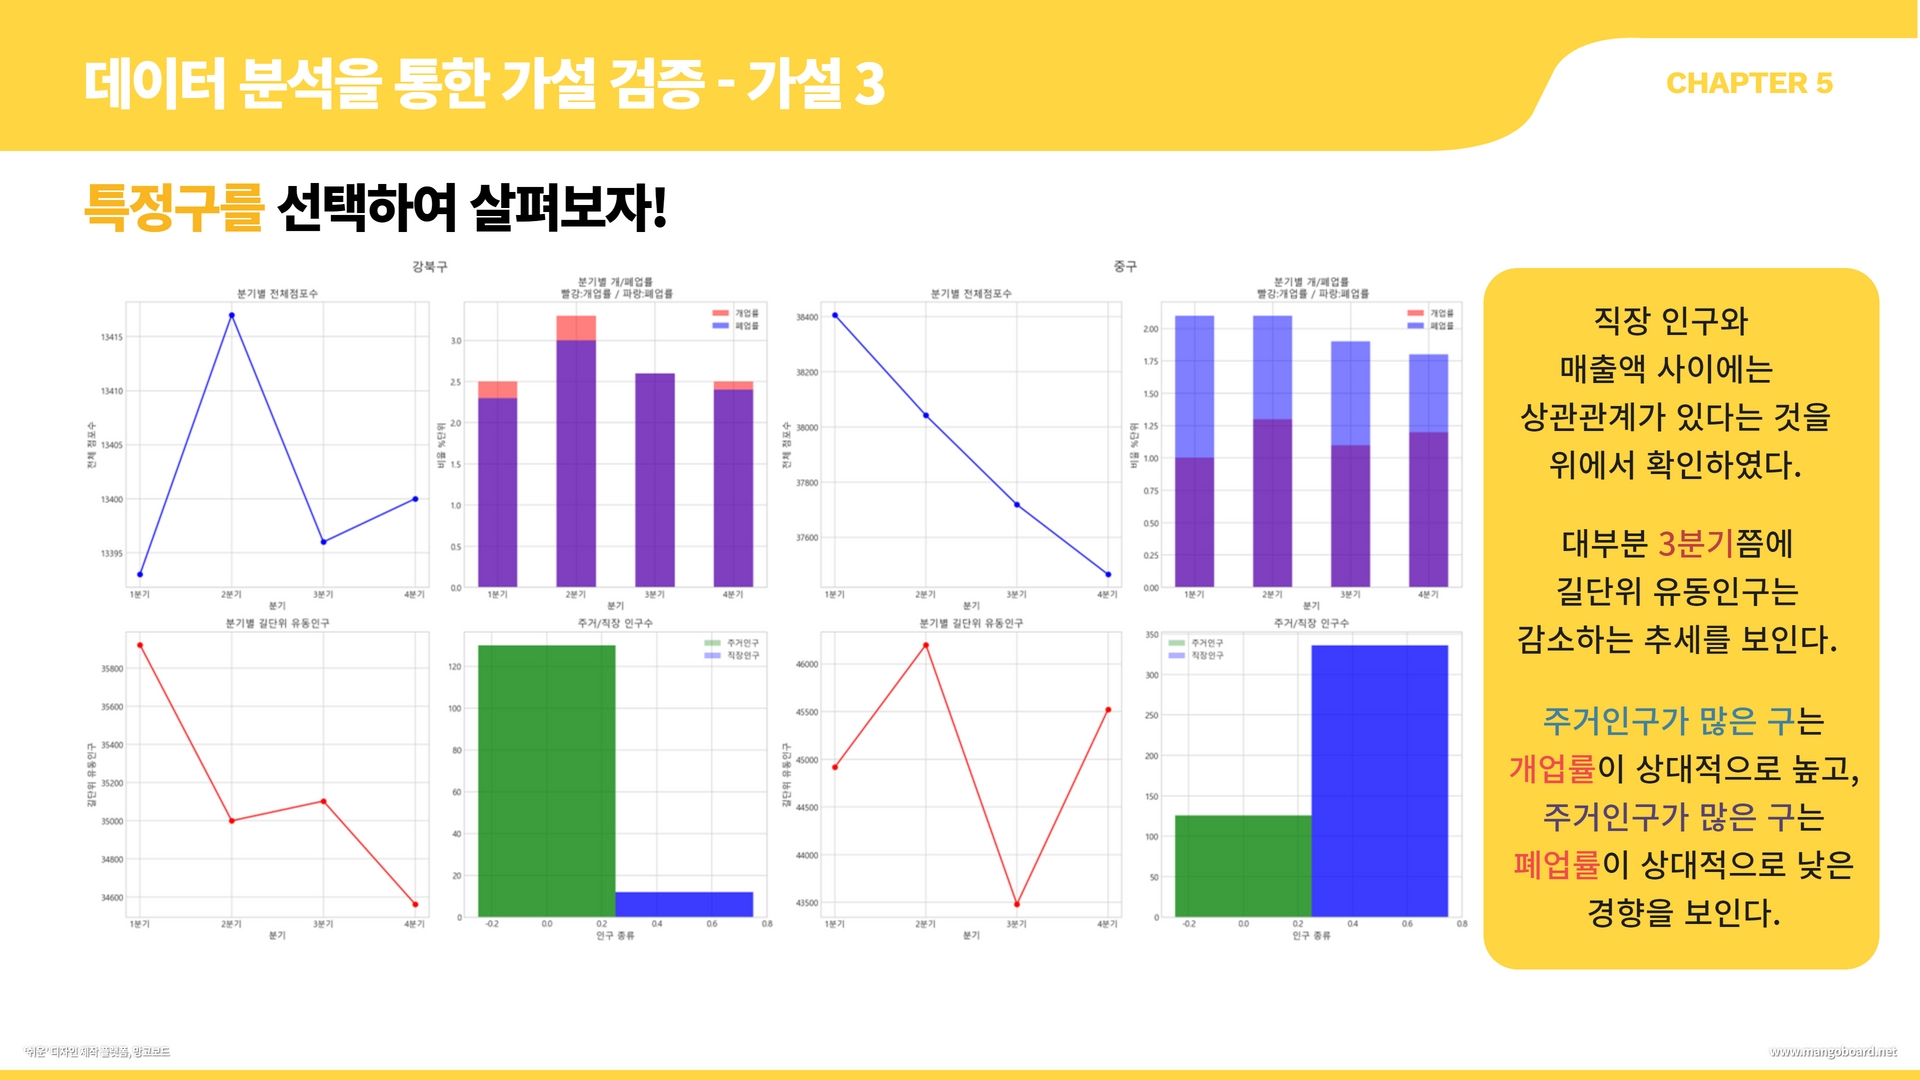 데이터 분석을 통한 가설 검증 - 가설 3
CHAPTER 5
특정구를 선택하여 살펴보자!
강북구
분기별 전체점포수
전체 점포수
13415
13410
13405
13400
13395
1분기 2분기 3분기 4분기
분기
분기별 개/폐업률
빨강:개업률 / 파랑:폐업률
개업률
폐업률
비율 %단위
3.0
2.5
2.0
1.5
1.0
0.5
0.0
1분기 2분기 3분기 4분기
분기
분기별 길단위 유동인구
길단위 유동인구
35800
35600
35400
35200
35000
34800
34600
1분기 2분기 3분기 4분기
분기
주거/직장 인구수
주거인구
직장인구
120
100
80
60
40
20
0
-0.2 0.0 0.2 0.4 0.6 0.8
인구 종류
중구
분기별 전체점포수
전체 점포수
38400
38200
38000
37800
37600
1분기 2분기 3분기 4분기
분기
분기별 개/폐업률
빨강:개업률 / 파랑:폐업률
개업률
폐업률
비율 %단위
2.00
1.75
1.50
1.25
1.00
0.75
0.50
0.25
0.00
1분기 2분기 3분기 4분기
분기
분기별 길단위 유동인구
길단위 유동인구
46000
45500
45000
44500
44000
43500
1분기 2분기 3분기 4분기
분기
주거/직장 인구수
주거인구
직장인구
350
300
250
200
150
100
50
0
-0.2 0.0 0.2 0.4 0.6 0.8
인구 종류
직장 인구와
매출액 사이에는
상관관계가 있다는 것을
위에서 확인하였다.
대부분 3분기쯤에
길단위 유동인구는
감소하는 추세를 보인다.
주거인구가 많은 구는
개업률이 상대적으로 높고,
주거인구가 많은 구는
폐업률이 상대적으로 낮은
경향을 보인다.
'쉬운' 디자인 제작 플랫폼, 망고보드
www.mangoboard.net